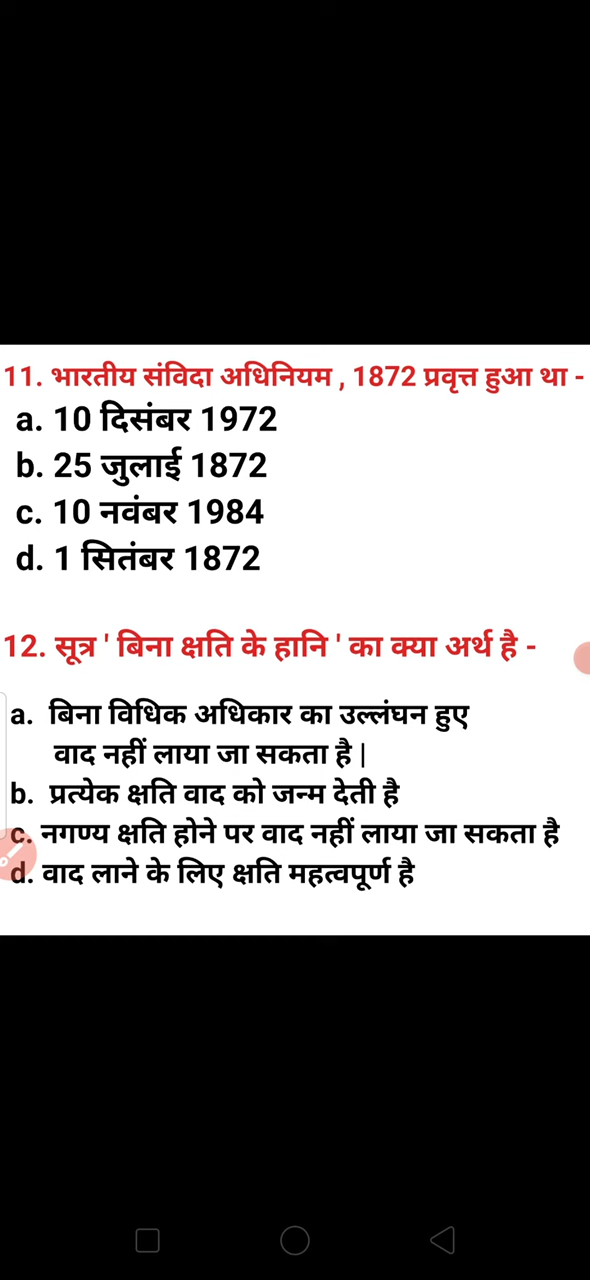 11. भारतीय संविदा अधिनियम , 1872 प्रवृत्त हुआ था -
a. 10 दिसंबर 1972
b. 25 जुलाई 1872
c. 10 नवंबर 1984
d. 1 सितंबर 1872
12. सूत्र ' बिना क्षति के हानि ' का क्या अर्थ है -
a. बिना विधिक अधिकार का उल्लंघन हुए
वाद नहीं लाया जा सकता है |
b. प्रत्येक क्षति वाद को जन्म देती है
c. नगण्य क्षति होने पर वाद नहीं लाया जा सकता है
d. वाद लाने के लिए क्षति महत्वपूर्ण है